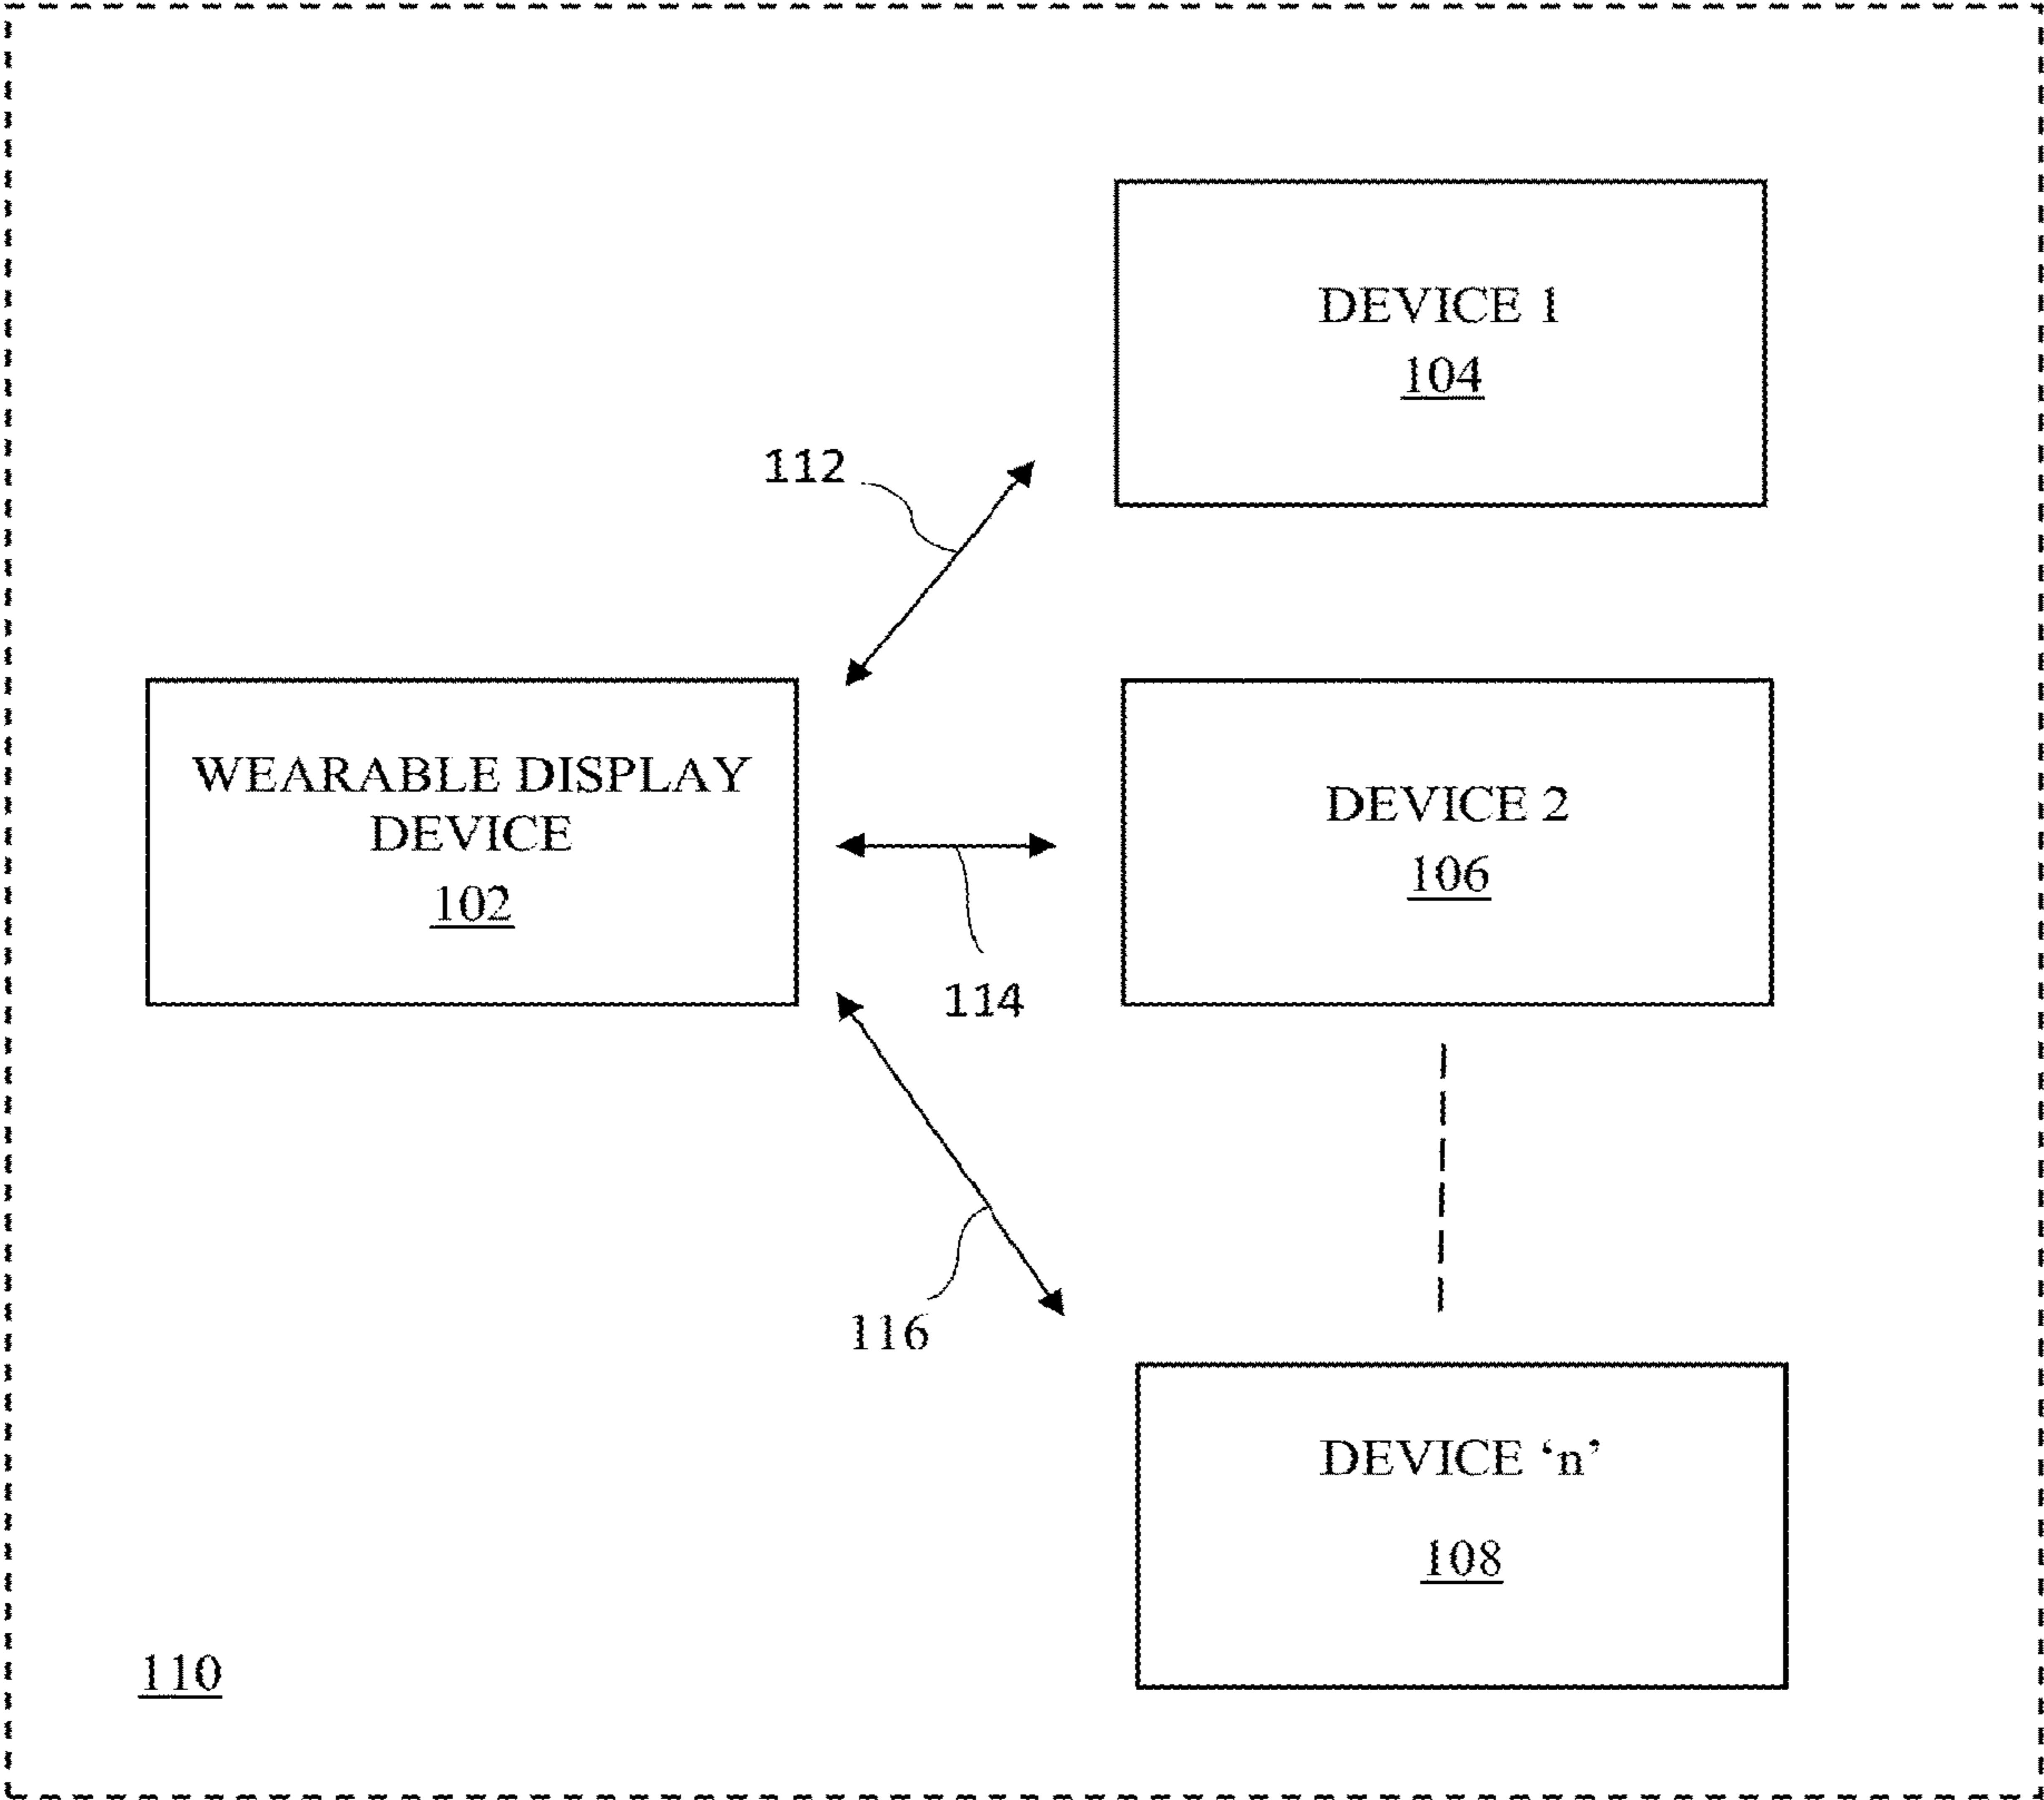 DEVICE 1
104
112
WEARABLE DISPLAY
DEVICE
102
DEVICE 2
106
114
116
DEVICE ‘n’
108
110